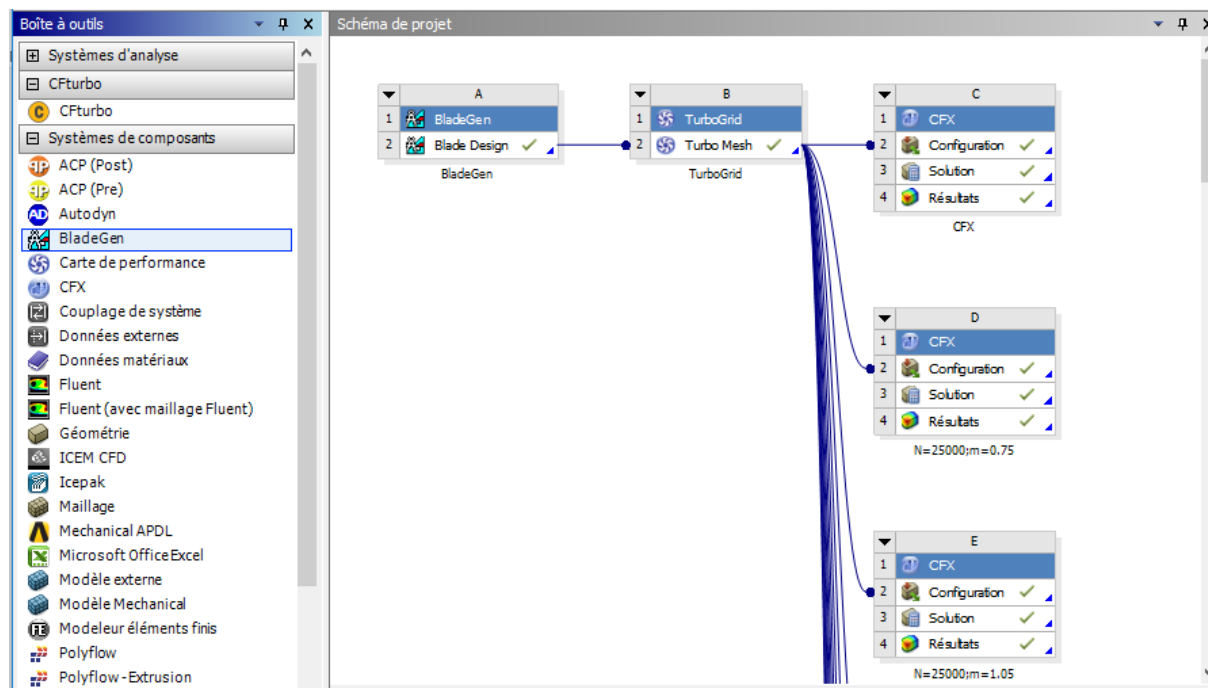 Boîte à outils
Systèmes d'analyse
CFturbo
CFturbo
Systèmes de composants
ACP (Post)
ACP (Pre)
Autodyn
BladeGen
Carte de performance
CFX
Couplage de système
Données externes
Données matériaux
Fluent
Fluent (avec maillage Fluent)
Géométrie
ICEM CFD
Icepak
Maillage
Mechanical APDL
Microsoft Office Excel
Modèle externe
Modèle Mechanical
Modeleur éléments finis
Polyflow
Polyflow - Extrusion
Schéma de projet
A
1 BladeGen
2 Blade Design
BladeGen
B
1 TurboGrid
2 Turbo Mesh
TurboGrid
C
1 CFX
2 Configuration
3 Solution
4 Résultats
CFX
D
1 CFX
2 Configuration
3 Solution
4 Résultats
N=25000;m=0.75
E
1 CFX
2 Configuration
3 Solution
4 Résultats
N=25000;m=1.05